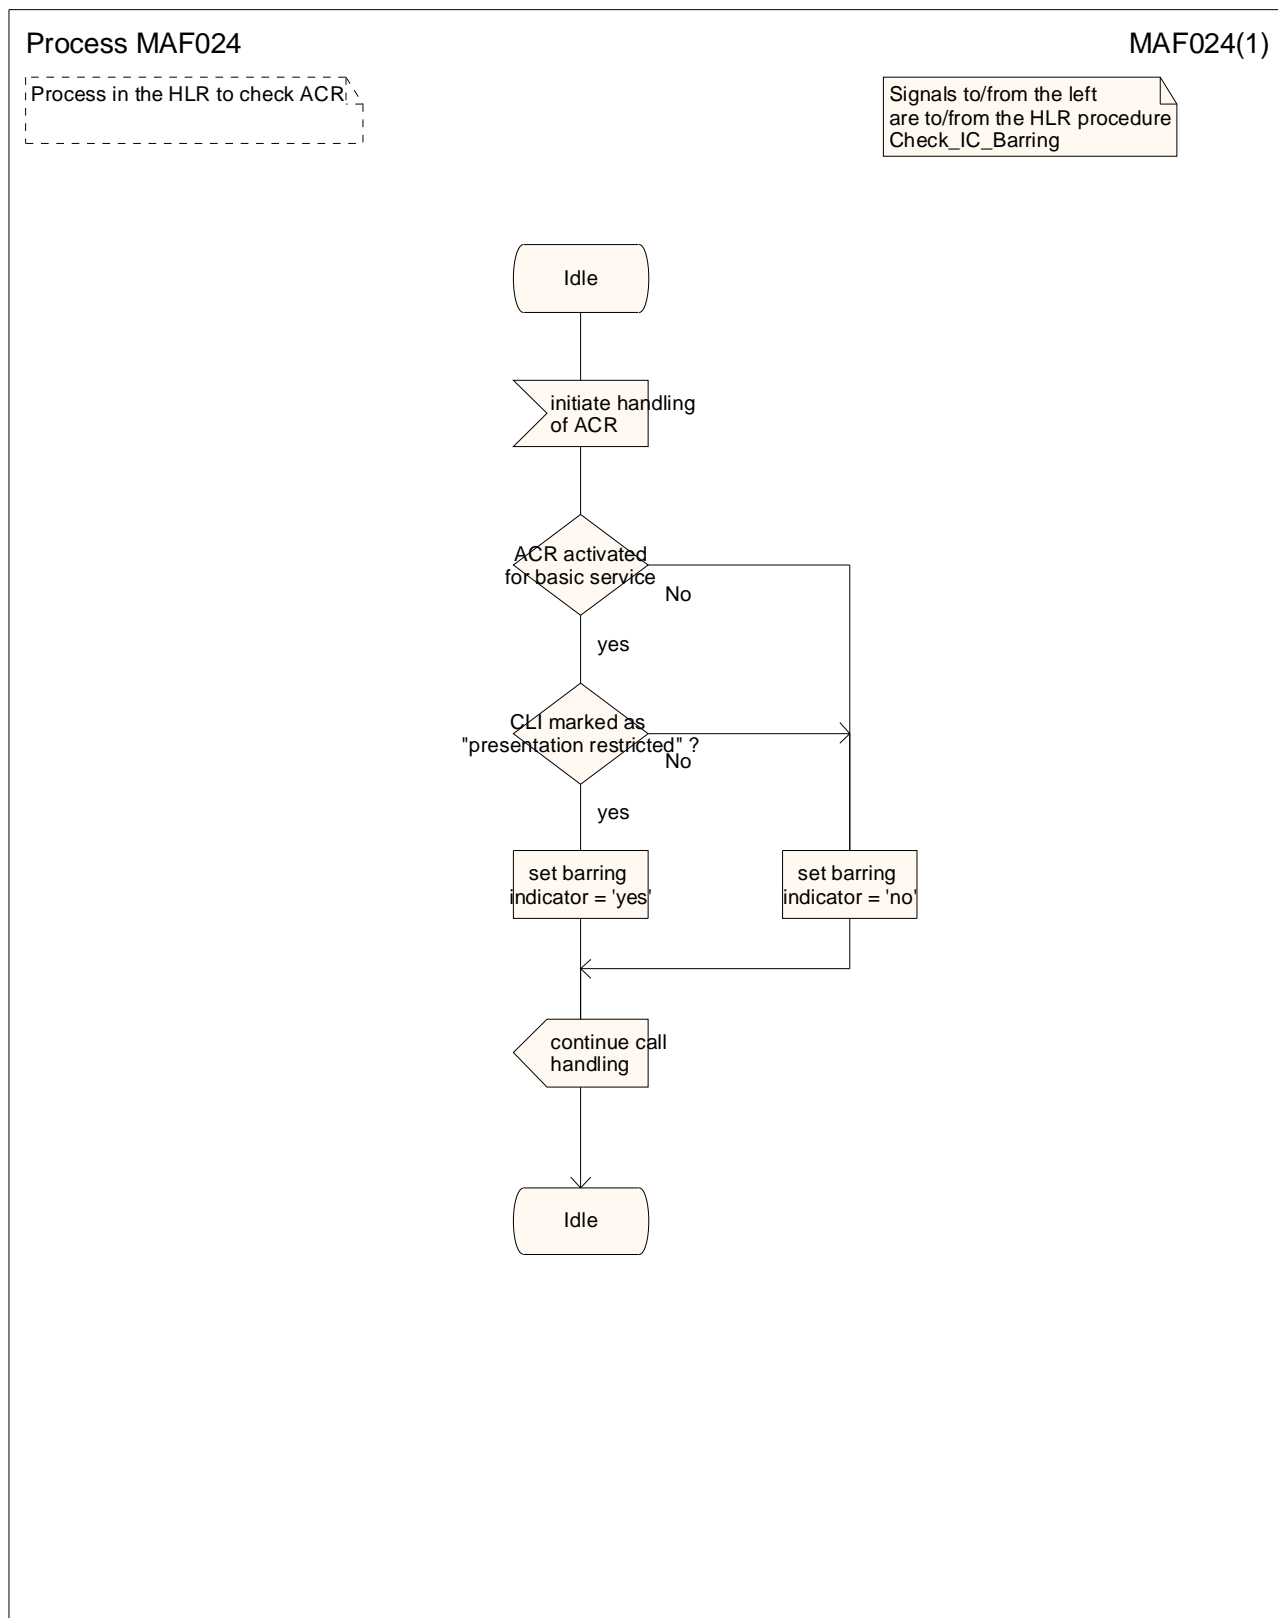 Process MAF024
MAF024(1)
Process in the HLR to check ACR
Signals to/from the left
are to/from the HLR procedure
Check_IC_Barring
Idle
initiate handling
of ACR
ACR activated
for basic service
No
yes
CLI marked as
"presentation restricted" ?
No
yes
set barring
indicator = 'yes'
set barring
indicator = 'no'
continue call
handling
Idle